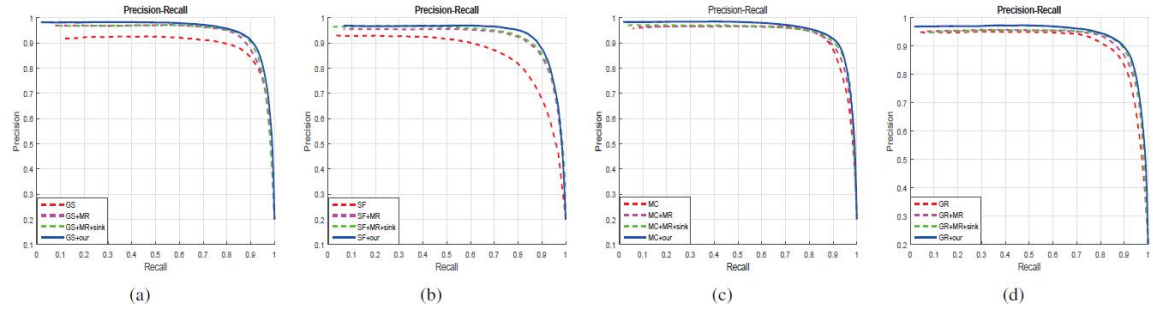 Precision-Recall
1
0.9
0.8
0.7
0.6
0.5
0.4
0.3
0.2
0.1
Precision
GS
GS+MR
GS+MR+sink
GS+our
0 0.1 0.2 0.3 0.4 0.5 0.6 0.7 0.8 0.9 1
Recall
(a)
Precision-Recall
1
0.9
0.8
0.7
0.6
0.5
0.4
0.3
0.2
0.1
Precision
SF
SF+MR
SF+MR+sink
SF+our
0 0.1 0.2 0.3 0.4 0.5 0.6 0.7 0.8 0.9 1
Recall
(b)
Precision-Recall
1
0.9
0.8
0.7
0.6
0.5
0.4
0.3
0.2
0.1
Precision
MC
MC+MR
MC+MR+sink
MC+our
0 0.1 0.2 0.3 0.4 0.5 0.6 0.7 0.8 0.9 1
Recall
(c)
Precision-Recall
1
0.9
0.8
0.7
0.6
0.5
0.4
0.3
0.2
Precision
GR
GR+MR
GR+MR+sink
GR+our
0 0.1 0.2 0.3 0.4 0.5 0.6 0.7 0.8 0.9 1
Recall
(d)